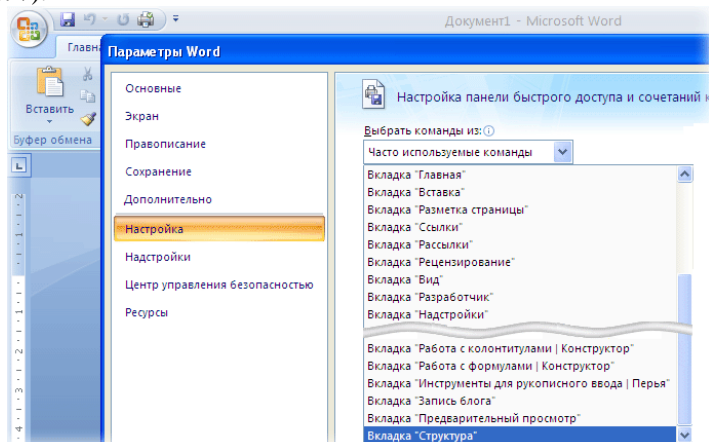 Документ1 - Microsoft Word
Главн
Вставить
Буфер обмена
Параметры Word
Основные
Экран
Правописание
Сохранение
Дополнительно
Настройка
Надстройки
Центр управления безопасностью
Ресурсы
Настройка панели быстрого доступа и сочетаний к
Выбрать команды из:
Часто используемые команды
Вкладка "Главная"
Вкладка "Вставка"
Вкладка "Разметка страницы"
Вкладка "Ссылки"
Вкладка "Рассылки"
Вкладка "Рецензирование"
Вкладка "Вид"
Вкладка "Разработчик"
Вкладка "Надстройки"
Вкладка "Работа с колонтитулами | Конструктор"
Вкладка "Работа с формулами | Конструктор"
Вкладка "Инструменты для рукописного ввода | Перья"
Вкладка "Запись блога"
Вкладка "Предварительный просмотр"
Вкладка "Структура"